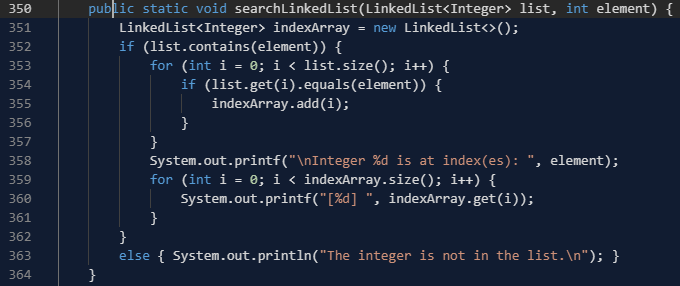 350 public static void searchLinkedList(LinkedList<Integer> list, int element) {
351 LinkedList<Integer> indexArray = new LinkedList<>();
352 if (list.contains(element)) {
353 for (int i = 0; i < list.size(); i++) {
354 if (list.get(i).equals(element)) {
355 indexArray.add(i);
356 }
357 }
358 System.out.printf("\nInteger %d is at index(es): ", element);
359 for (int i = 0; i < indexArray.size(); i++) {
360 System.out.printf("[%d] ", indexArray.get(i));
361 }
362 }
363 else { System.out.println("The integer is not in the list.\n"); }
364 }